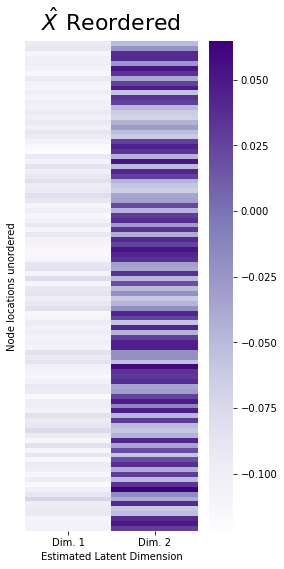 X̂ Reordered
Node locations unordered
0.050
0.025
0.000
−0.025
−0.050
−0.075
−0.100
Dim. 1
Dim. 2
Estimated Latent Dimension